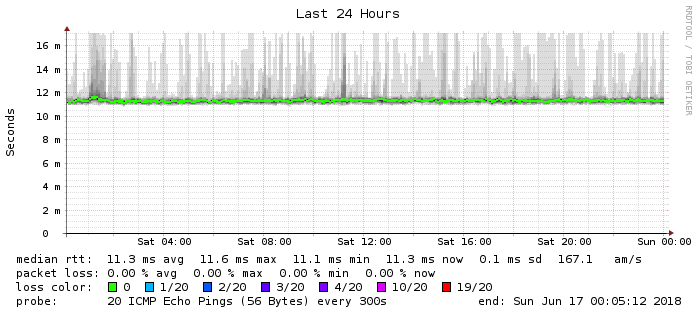 Last 24 Hours
RRDTOOL / TOBI OETIKER
Seconds
16 m
14 m
12 m
10 m
8 m
6 m
4 m
2 m
0
Sat 04:00 Sat 08:00 Sat 12:00 Sat 16:00 Sat 20:00 Sun 00:00
median rtt: 11.3 ms avg 11.6 ms max 11.1 ms min 11.3 ms now 0.1 ms sd 167.1 am/s
packet loss: 0.00 % avg 0.00 % max 0.00 % min 0.00 % now
loss color: 0 1/20 2/20 3/20 4/20 10/20 19/20
probe: 20 ICMP Echo Pings (56 Bytes) every 300s end: Sun Jun 17 00:05:12 2018